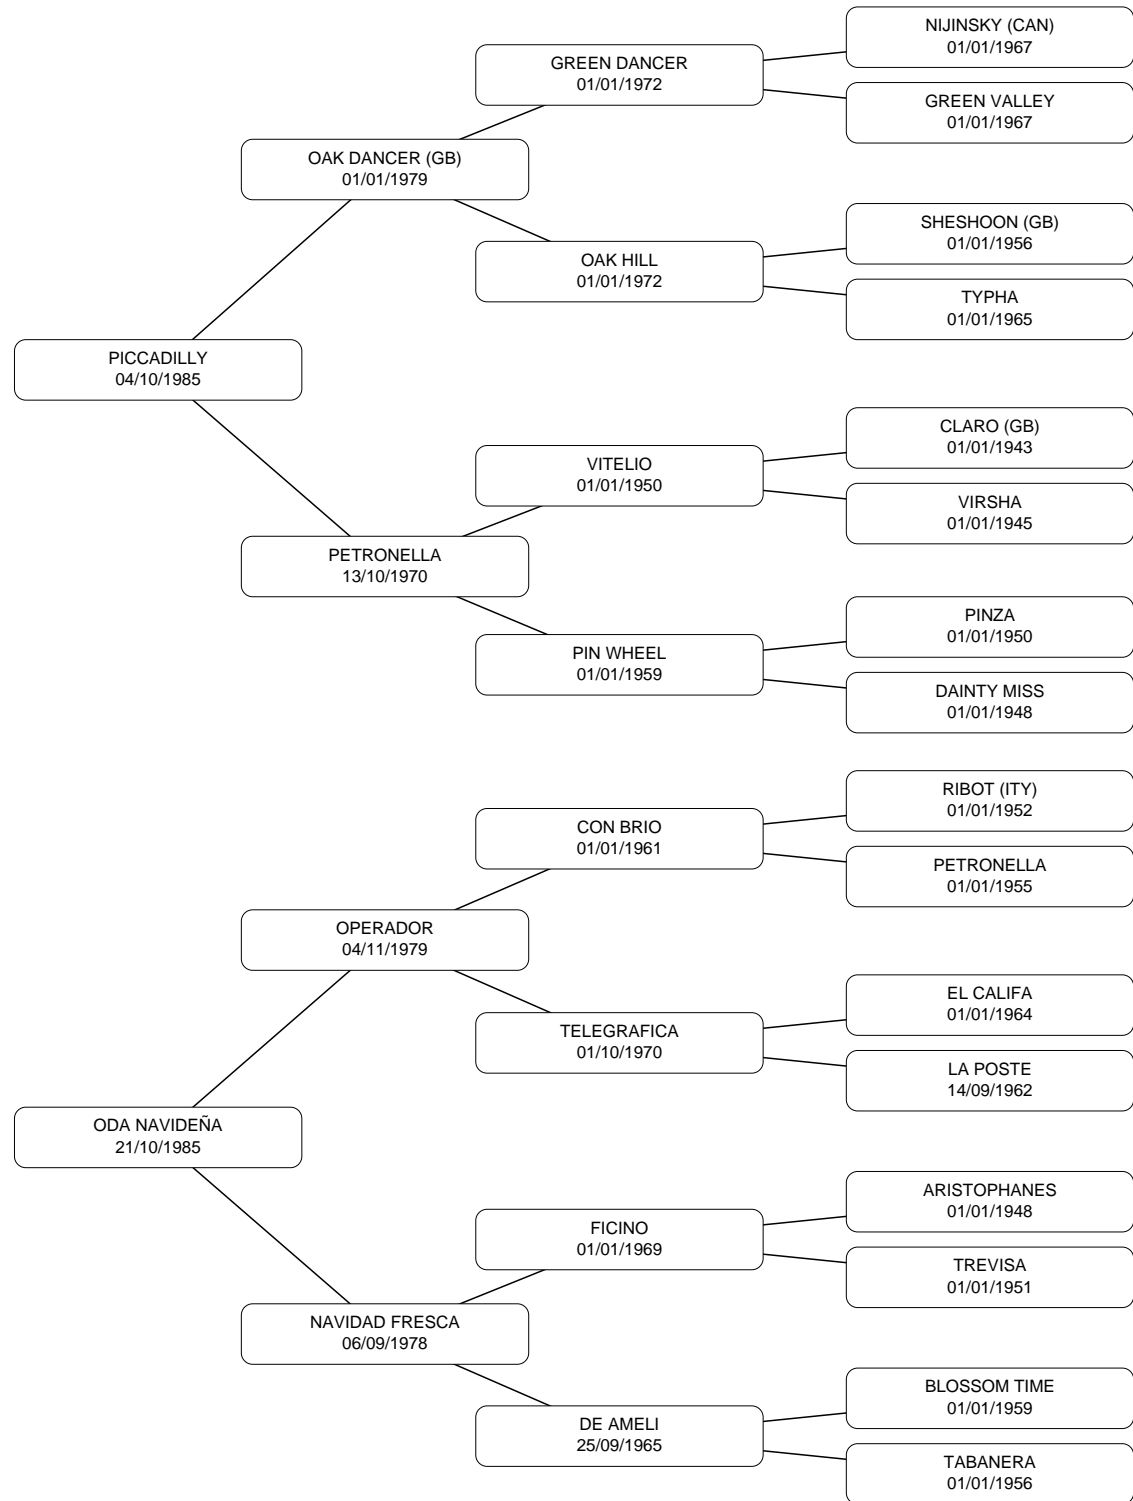 NIJINSKY (CAN)
01/01/1967
GREEN DANCER
01/01/1972
GREEN VALLEY
01/01/1967
OAK DANCER (GB)
01/01/1979
SHESHOON (GB)
01/01/1956
OAK HILL
01/01/1972
TYPHA
01/01/1965
PICCADILLY
04/10/1985
CLARO (GB)
01/01/1943
VITELIO
01/01/1950
VIRSHA
01/01/1945
PETRONELLA
13/10/1970
PINZA
01/01/1950
PIN WHEEL
01/01/1959
DAINTY MISS
01/01/1948
RIBOT (ITY)
01/01/1952
CON BRIO
01/01/1961
PETRONELLA
01/01/1955
OPERADOR
04/11/1979
EL CALIFA
01/01/1964
TELEGRAFICA
01/10/1970
LA POSTE
14/09/1962
ODA NAVIDEÑA
21/10/1985
ARISTOPHANES
01/01/1948
FICINO
01/01/1969
TREVISA
01/01/1951
NAVIDAD FRESCA
06/09/1978
BLOSSOM TIME
01/01/1959
DE AMELI
25/09/1965
TABANERA
01/01/1956